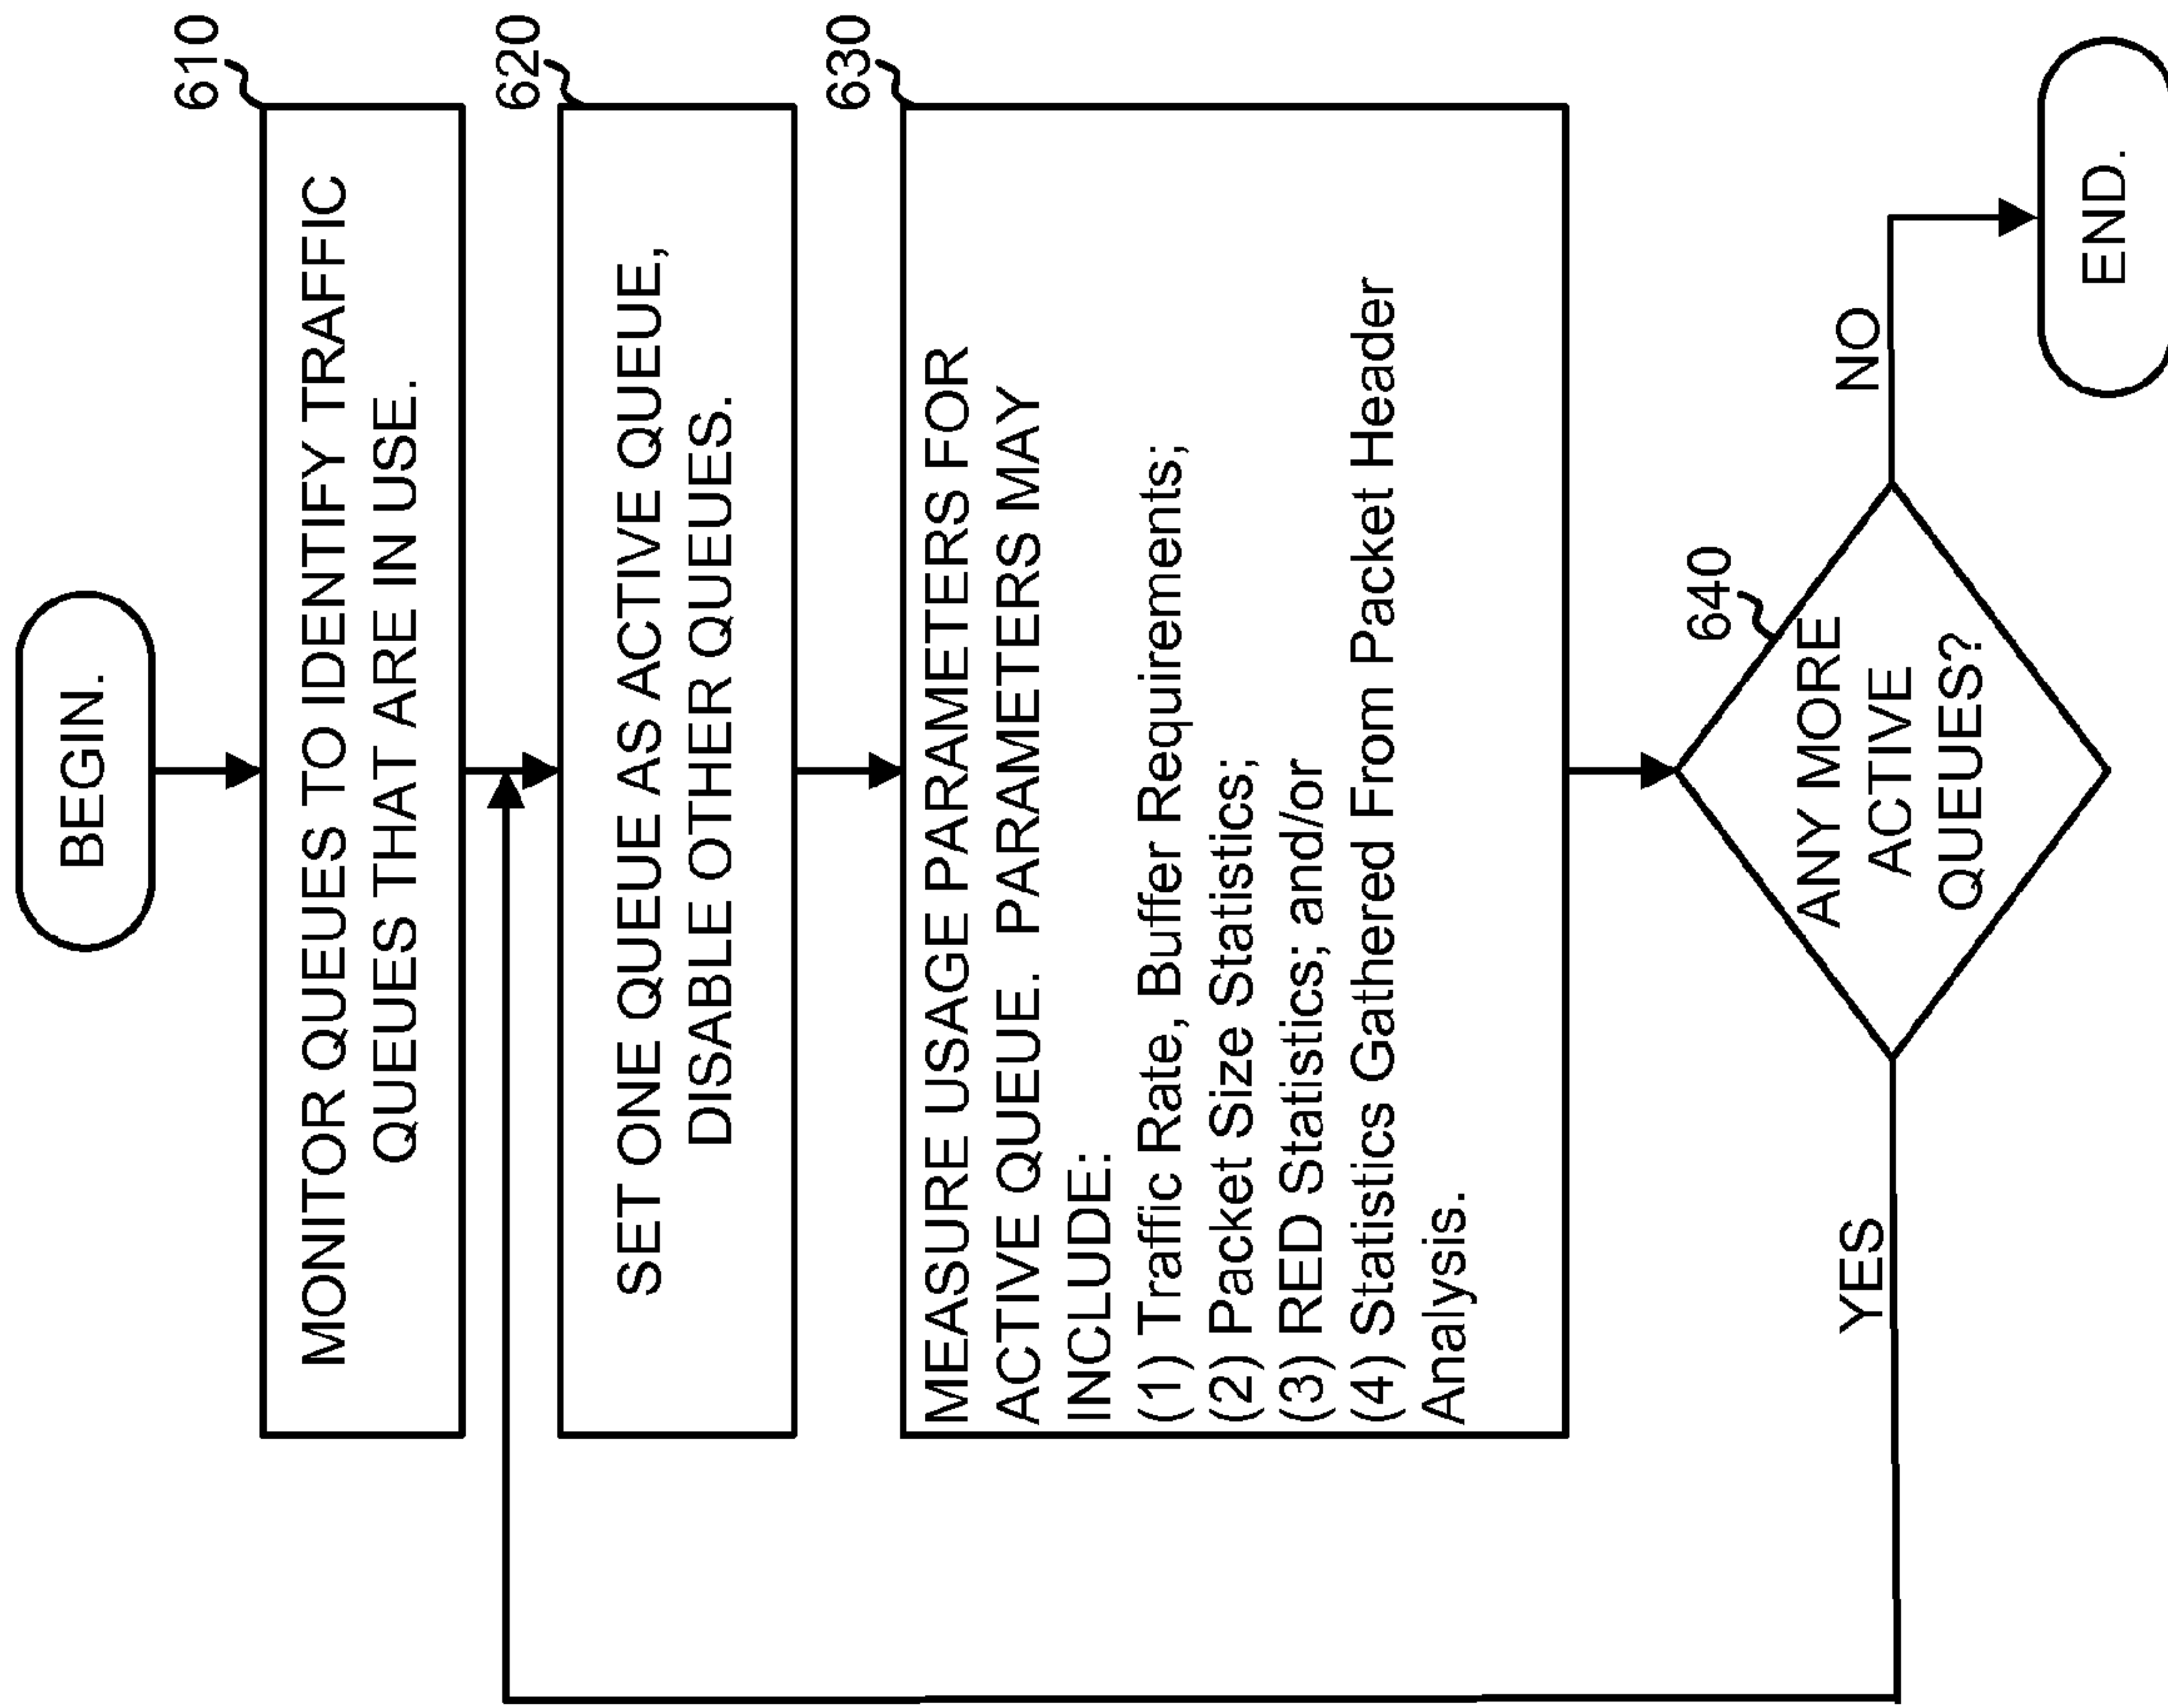 BEGIN.
610
MONITOR QUEUES TO IDENTIFY TRAFFIC
QUEUES THAT ARE IN USE.
620
SET ONE QUEUE AS ACTIVE QUEUE,
DISABLE OTHER QUEUES.
630
MEASURE USAGE PARAMETERS FOR
ACTIVE QUEUE. PARAMETERS MAY
INCLUDE:
(1) Traffic Rate, Buffer Requirements;
(2) Packet Size Statistics;
(3) RED Statistics; and/or
(4) Statistics Gathered From Packet Header
Analysis.
640
ANY MORE
ACTIVE
QUEUES?
YES
NO
END.